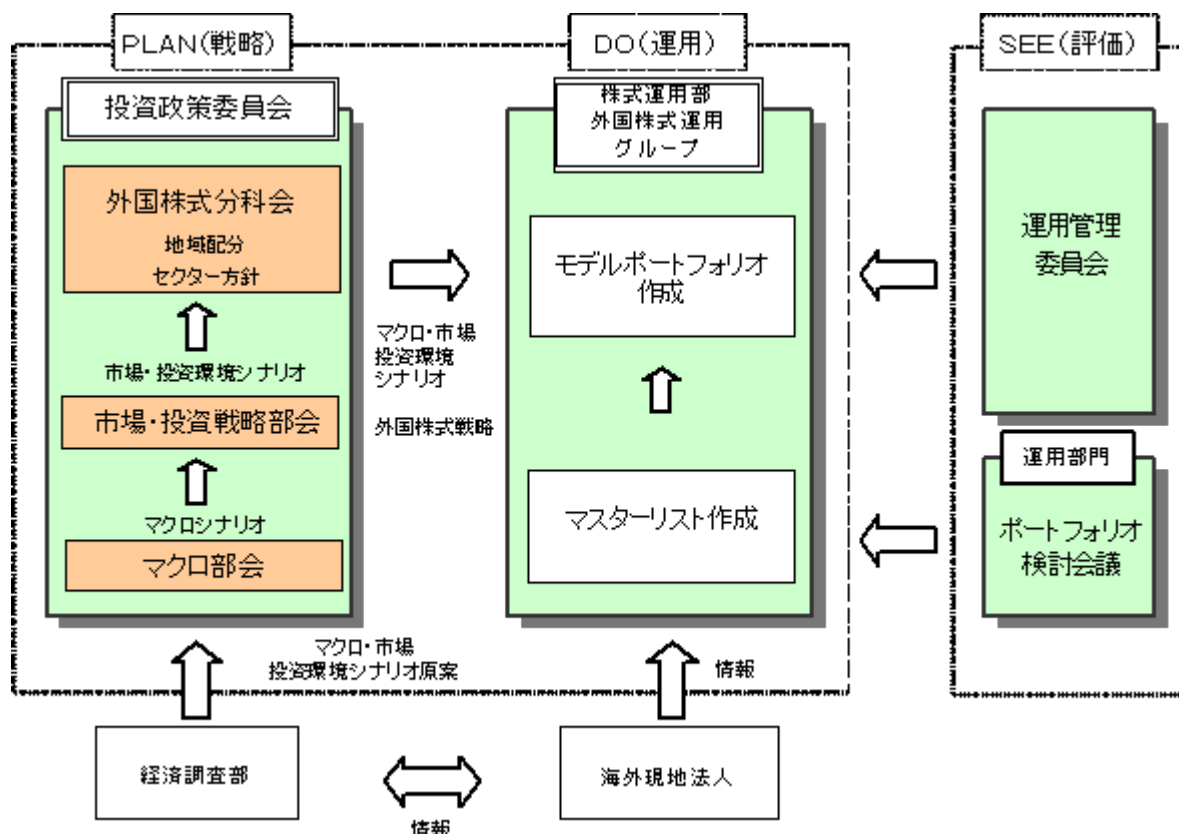 PLAN(戦略)
投資政策委員会
外国株式分科会
地域配分
セクター方針
市場・投資環境シナリオ
市場・投資戦略部会
マクロシナリオ
マクロ部会
マクロ・市場
投資環境
シナリオ
外国株式戦略
DO(運用)
株式運用部
外国株式運用
グループ
モデルポートフォリオ
作成
マスターリスト作成
SEE(評価)
運用管理
委員会
運用部門
ポートフォリオ
検討会議
マクロ・市場
投資環境シナリオ原案
情報
経済調査部
情報
海外現地法人